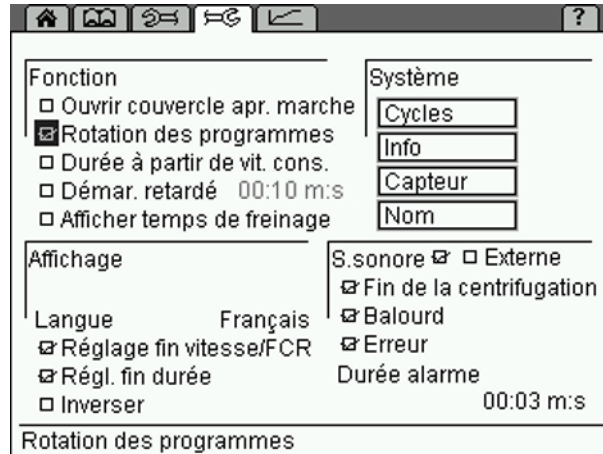 ?
Fonction
Ouvrir couvercle apr. marche
Rotation des programmes
Durée à partir de vit. cons.
Démar. retardé 00:10 m:s
Afficher temps de freinage
Système
Cycles
Info
Capteur
Nom
Affichage
Langue Français
Réglage fin vitesse/FCR
Régl. fin durée
Inverser
S.sonore Externe
Fin de la centrifugation
Balourd
Erreur
Durée alarme
00:03 m:s
Rotation des programmes